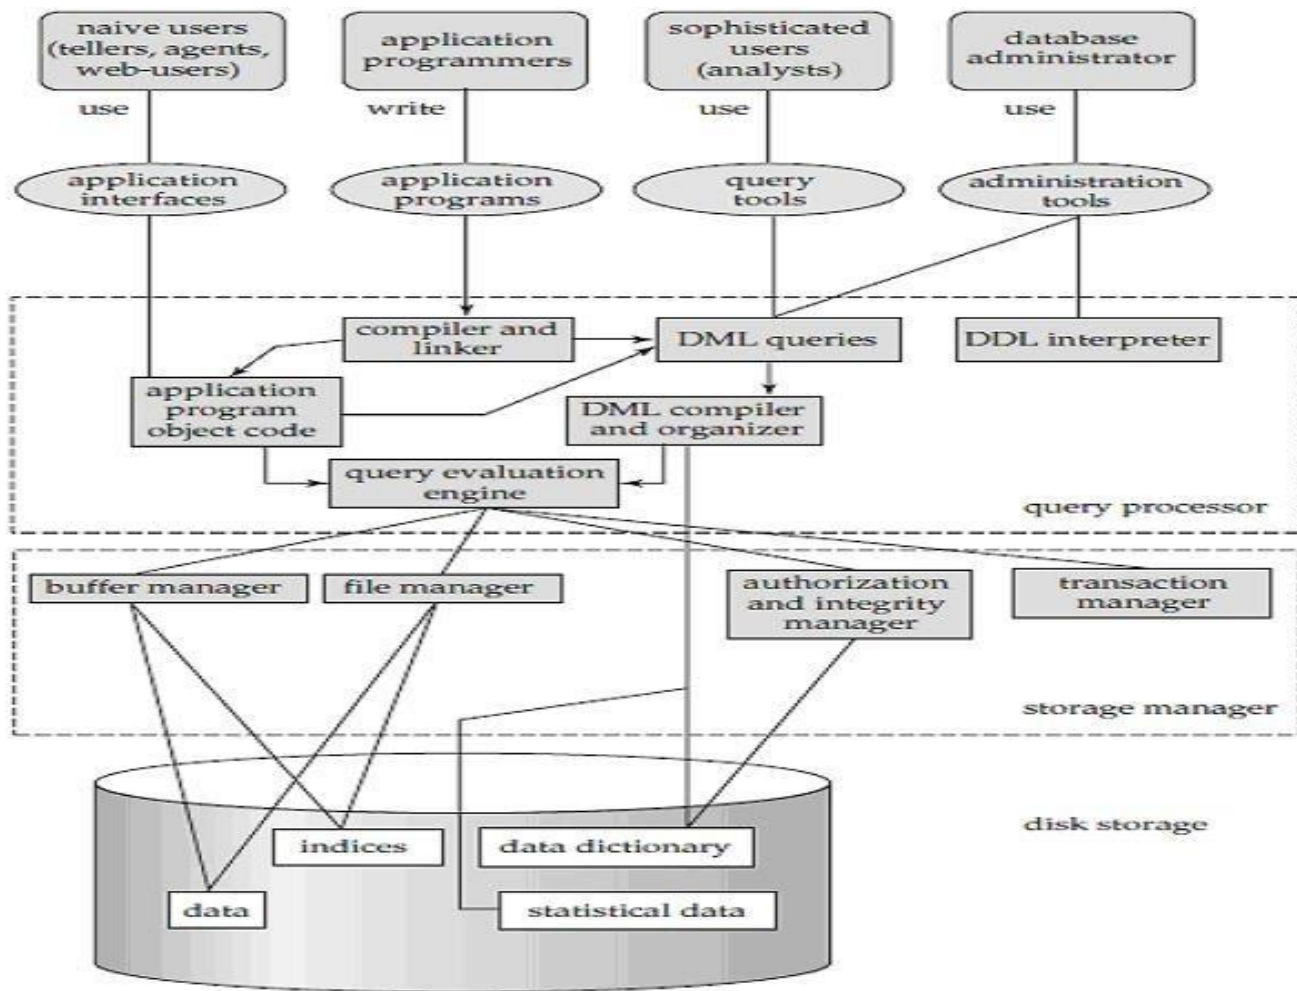 naive users
(tellers, agents,
web-users)
application
programmers
sophisticated
users
(analysts)
database
administrator
use
write
use
use
application
interfaces
application
programs
query
tools
administration
tools
compiler and
linker
DML queries
DDL interpreter
application
program
object code
DML compiler
and organizer
query evaluation
engine
query processor
buffer manager
file manager
authorization
and integrity
manager
transaction
manager
storage manager
disk storage
indices
data dictionary
data
statistical data